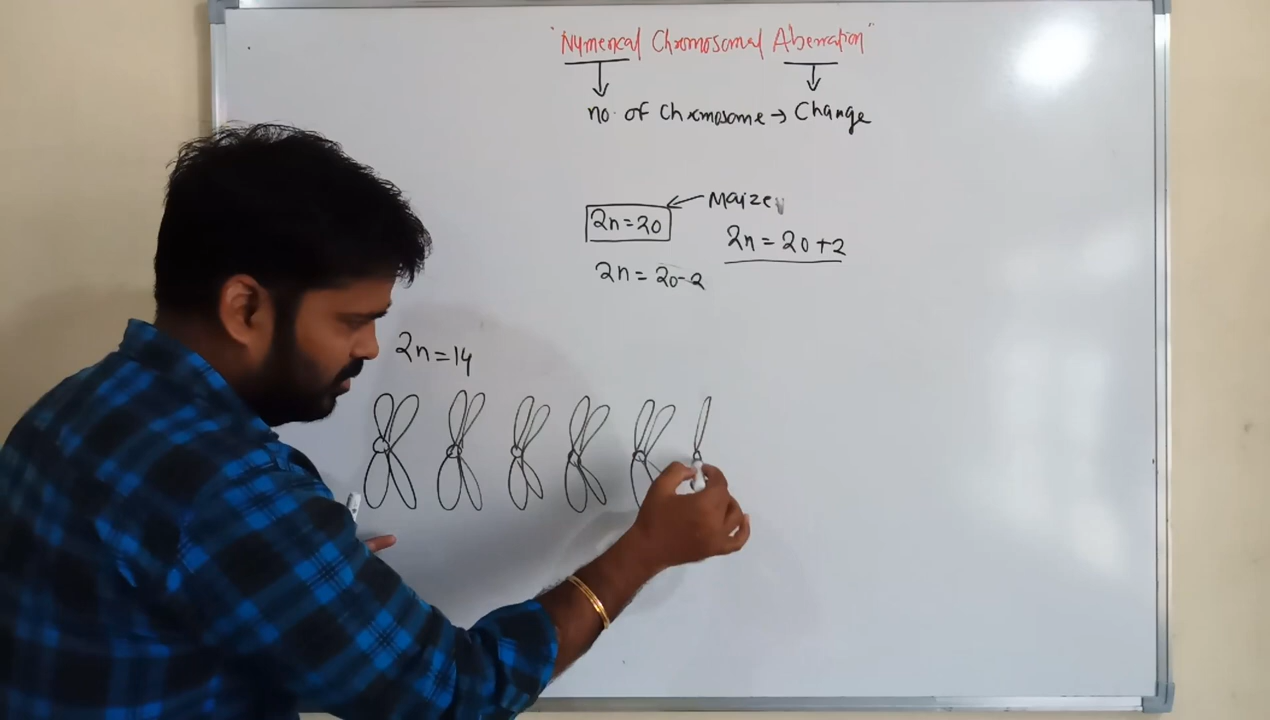 "Numerical Chromosomal Aberration"
no. of Chromosome → Change
2n=20 ← Maize
2n = 20+2
2n = 20-2
2n=14